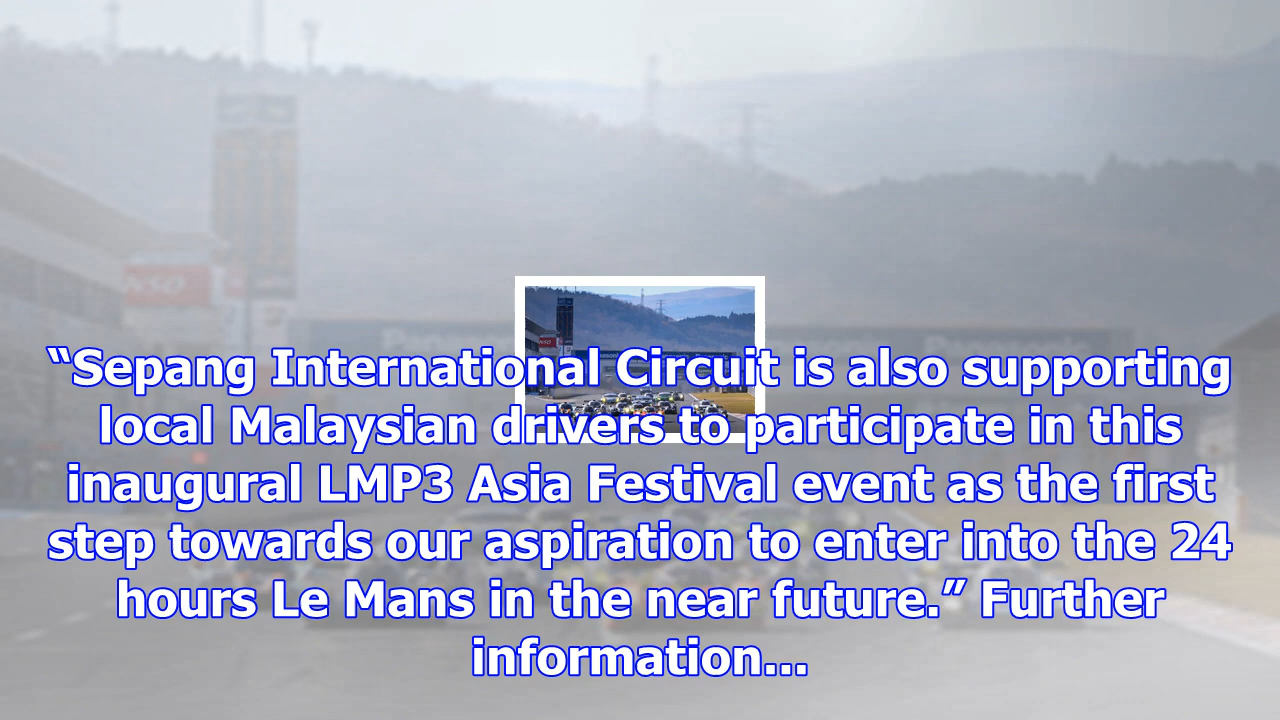 “Sepang International Circuit is also supporting
local Malaysian drivers to participate in this
inaugural LMP3 Asia Festival event as the first
step towards our aspiration to enter into the 24
hours Le Mans in the near future.” Further
information...